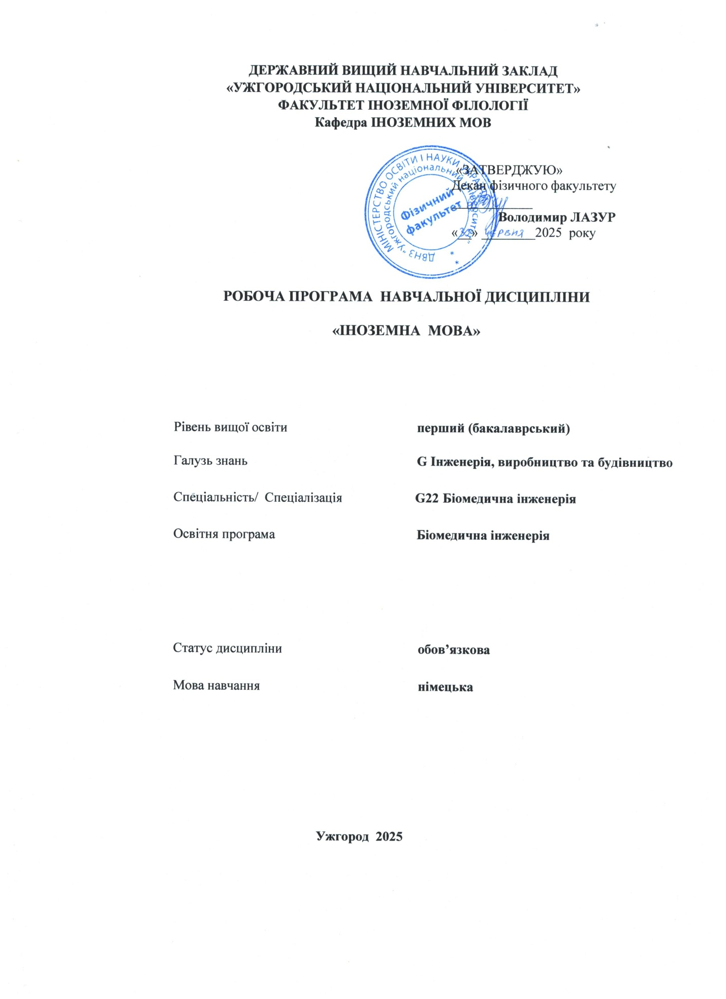 ДЕРЖАВНИЙ ВИЩИЙ НАВЧАЛЬНИЙ ЗАКЛАД
«УЖГОРОДСЬКИЙ НАЦІОНАЛЬНИЙ УНІВЕРСИТЕТ»
ФАКУЛЬТЕТ ІНОЗЕМНОЇ ФІЛОЛОГІЇ
Кафедра ІНОЗЕМНИХ МОВ
МІНІСТЕРСТВО ОСВІТИ І НАУКИ УКРАЇНИ
ДВНЗ "Ужгородський національний університет"
Фізичний
факультет
«ЗАТВЕРДЖУЮ»
Декан фізичного факультету
Володимир ЛАЗУР
« » червня 2025 року
РОБОЧА ПРОГРАМА НАВЧАЛЬНОЇ ДИСЦИПЛІНИ
«ІНОЗЕМНА МОВА»
Рівень вищої освіти перший (бакалаврський)
Галузь знань G Інженерія, виробництво та будівництво
Спеціальність/ Спеціалізація G22 Біомедична інженерія
Освітня програма Біомедична інженерія
Статус дисципліни обов’язкова
Мова навчання німецька
Ужгород 2025